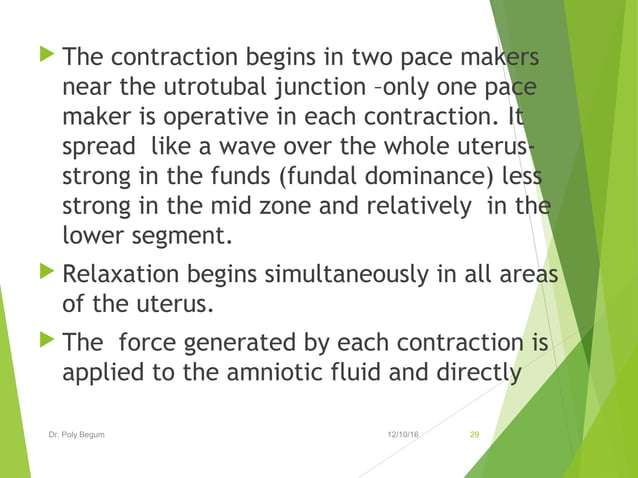 The contraction begins in two pace makers
near the utrotubal junction –only one pace
maker is operative in each contraction. It
spread like a wave over the whole uterus-
strong in the funds (fundal dominance) less
strong in the mid zone and relatively in the
lower segment.
Relaxation begins simultaneously in all areas
of the uterus.
The force generated by each contraction is
applied to the amniotic fluid and directly
Dr. Poly Begum 12/10/16 29